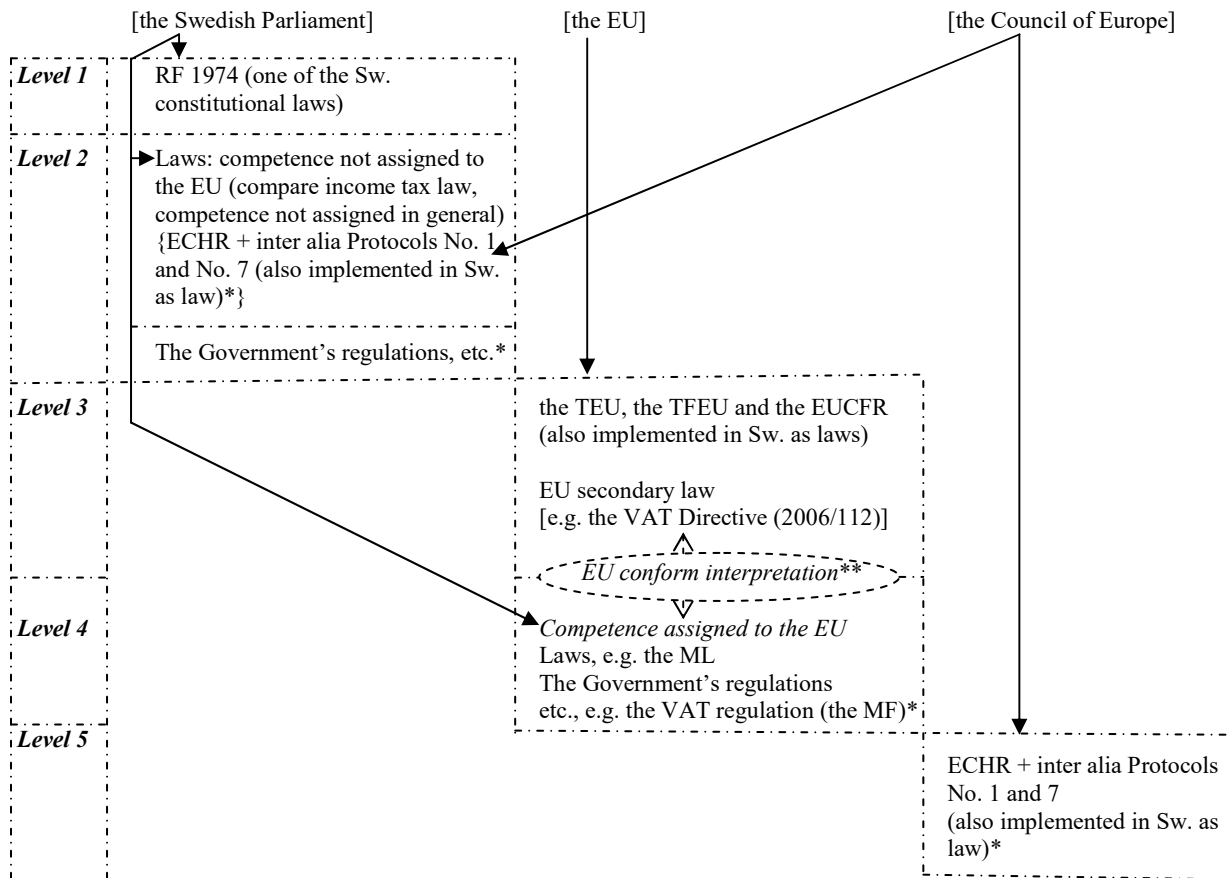 [the Swedish Parliament] [the EU] [the Council of Europe]
Level 1
RF 1974 (one of the Sw.
constitutional laws)
Level 2
Laws: competence not assigned to
the EU (compare income tax law,
competence not assigned in general)
{ECHR + inter alia Protocols No. 1
and No. 7 (also implemented in Sw.
as law)*}
The Government’s regulations, etc.*
Level 3
the TEU, the TFEU and the EUCFR
(also implemented in Sw. as laws)
EU secondary law
[e.g. the VAT Directive (2006/112)]
EU conform interpretation**
Level 4
Competence assigned to the EU
Laws, e.g. the ML
The Government’s regulations
etc., e.g. the VAT regulation (the MF)*
Level 5
ECHR + inter alia Protocols
No. 1 and 7
(also implemented in Sw. as
law)*